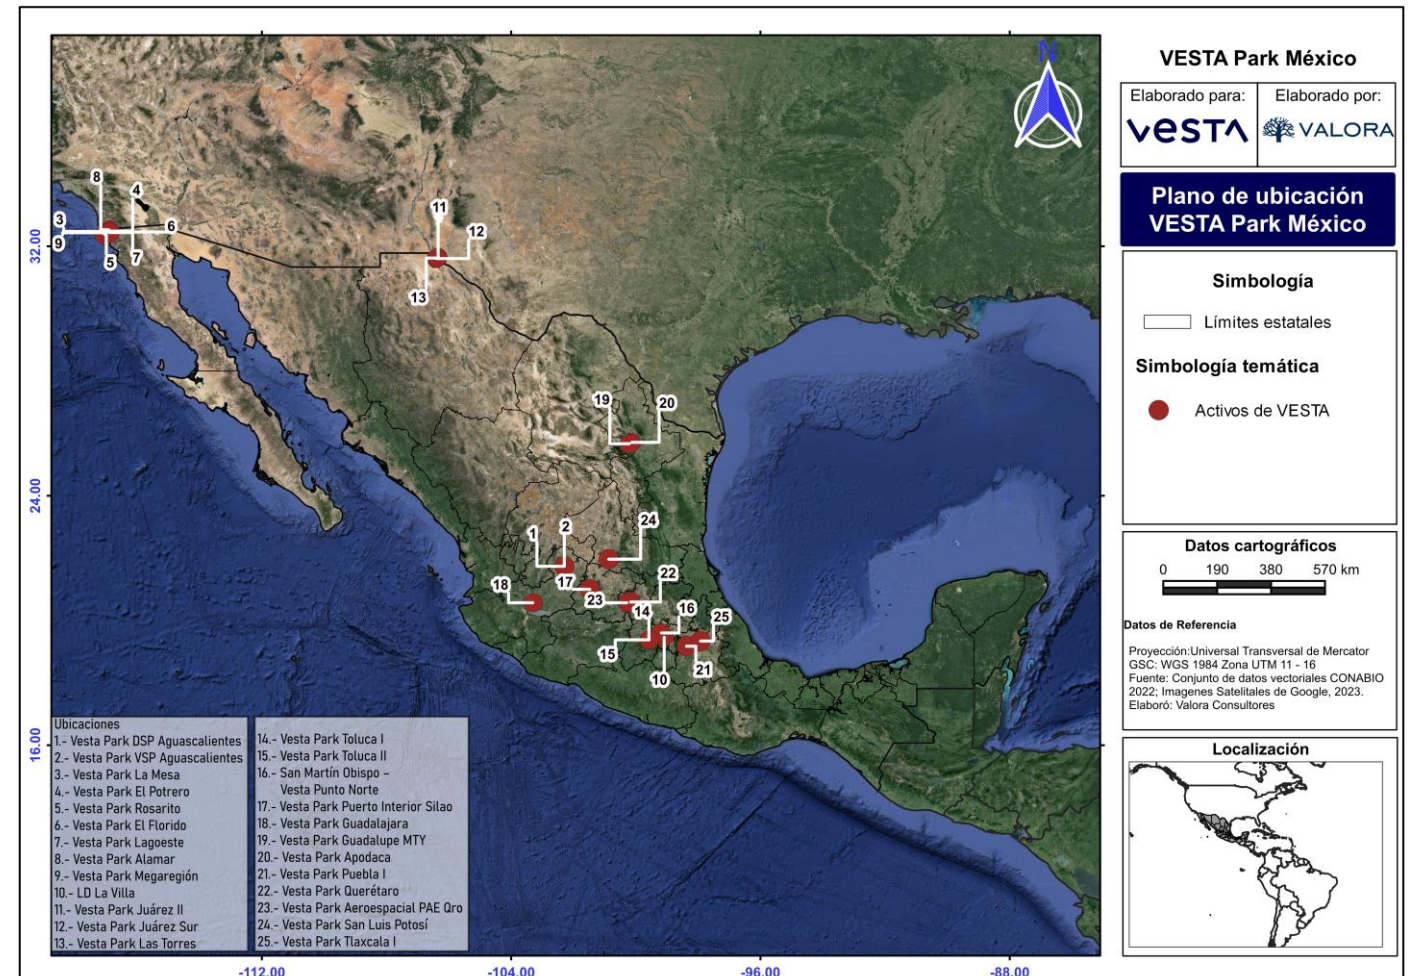 VESTA Park México
Elaborado para:
Elaborado por:
VESTA
VALORA
Plano de ubicación
VESTA Park México
Simbología
Límites estatales
Simbología temática
Activos de VESTA
Datos cartográficos
0 190 380 570 km
Datos de Referencia
Proyección:Universal Transversal de Mercator
GSC: WGS 1984 Zona UTM 11 - 16
Fuente: Conjunto de datos vectoriales CONABIO
2022; Imagenes Satelitales de Google, 2023.
Elaboró: Valora Consultores
Localización
N
8
4
3
6
9
5
7
11
12
13
19
20
1
2
24
17
22
18
23
14
16
25
15
10
21
32.00
24.00
16.00
-112.00
-104.00
-96.00
-88.00
Ubicaciones
1.- Vesta Park DSP Aguascalientes
2.- Vesta Park VSP Aguascalientes
3.- Vesta Park La Mesa
4.- Vesta Park El Potrero
5.- Vesta Park Rosarito
6.- Vesta Park El Florido
7.- Vesta Park Lagoeste
8.- Vesta Park Alamar
9.- Vesta Park Megaregión
10.- LD La Villa
11.- Vesta Park Juárez II
12.- Vesta Park Juárez Sur
13.- Vesta Park Las Torres
14.- Vesta Park Toluca I
15.- Vesta Park Toluca II
16.- San Martín Obispo –
Vesta Punto Norte
17.- Vesta Park Puerto Interior Silao
18.- Vesta Park Guadalajara
19.- Vesta Park Guadalupe MTY
20.- Vesta Park Apodaca
21.- Vesta Park Puebla I
22.- Vesta Park Querétaro
23.- Vesta Park Aeroespacial PAE Qro
24.- Vesta Park San Luis Potosí
25.- Vesta Park Tlaxcala I